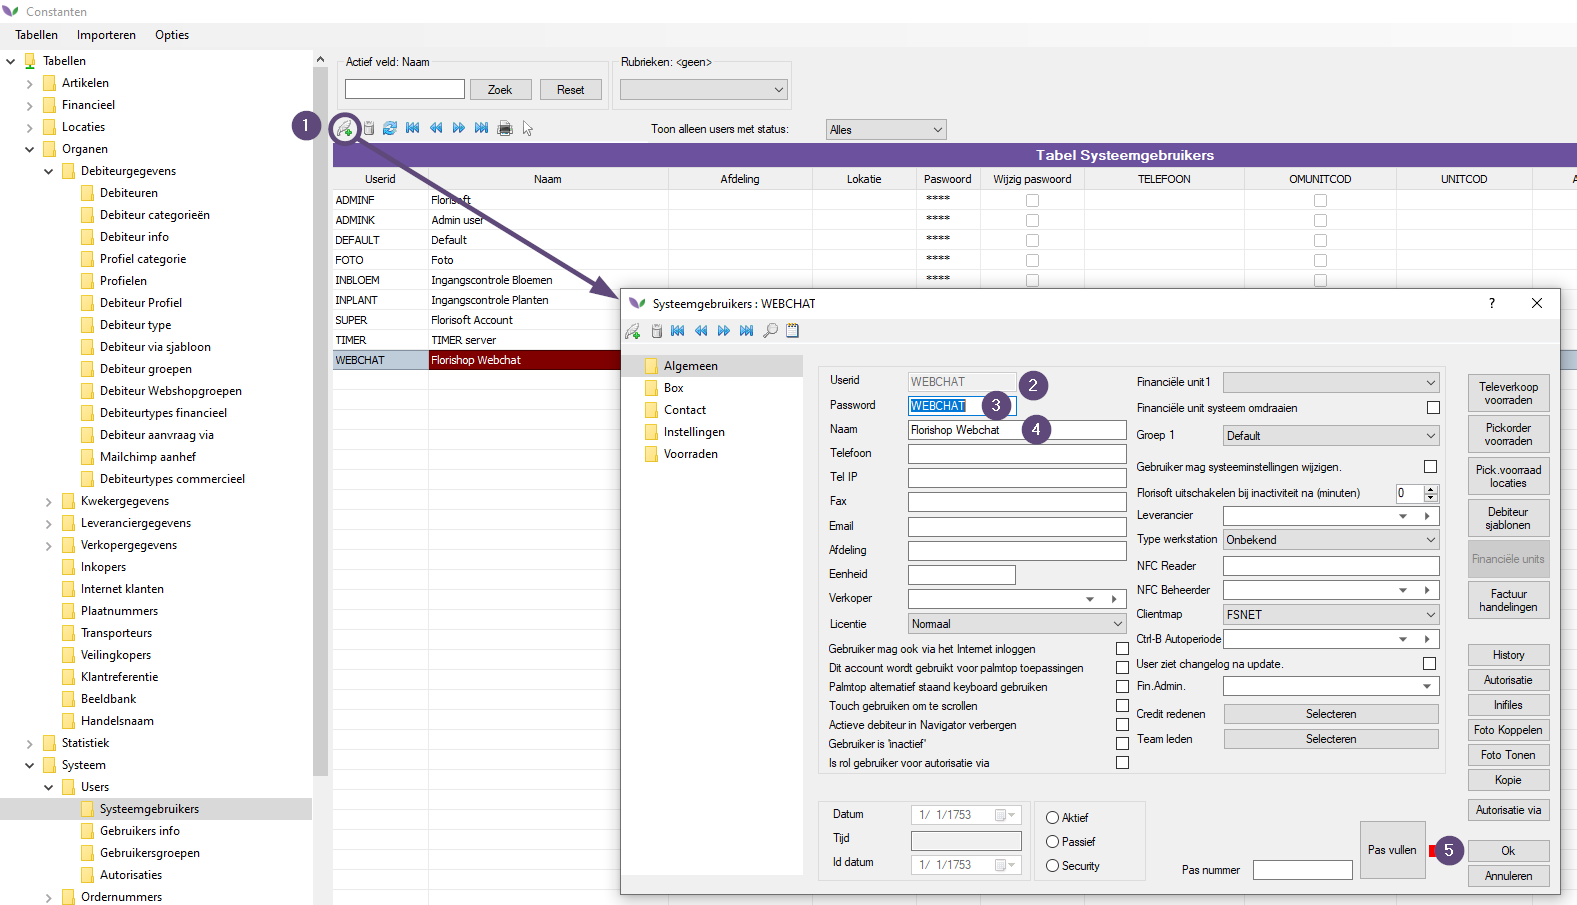 Constanten
Tabellen Importeren Opties
Tabellen
Artikelen
Financieel
Locaties
Organen
Debiteurgegevens
Debiteuren
Debiteur categorieën
Debiteur info
Profiel categorie
Profielen
Debiteur Profiel
Debiteur type
Debiteur via sjabloon
Debiteur groepen
Debiteur Webshopgroepen
Debiteurtypes financieel
Debiteur aanvraag via
Mailchimp aanhef
Debiteurtypes commercieel
Kwekergegevens
Leveranciergegevens
Verkopergegevens
Inkopers
Internet klanten
Plaatnummers
Transporteurs
Veilingkopers
Klantreferentie
Beeldbank
Handelsnaam
Statistiek
Systeem
Users
Systeemgebruikers
Gebruikers info
Gebruikersgroepen
Autorisaties
Ordernummers
Actief veld: Naam
Zoek Reset
Rubrieken: <geen>
1
Toon alleen users met status: Alles
Tabel Systeemgebruikers
Userid Naam Afdeling Lokatie Paswoord Wijzig paswoord TELEFOON OMUNITCOD UNITCOD A
ADMINF Florisoft ****
ADMINK Admin user ****
DEFAULT Default ****
FOTO Foto ****
INBLOEM Ingangscontrole Bloemen ****
INPLANT Ingangscontrole Planten
SUPER Florisoft Account
TIMER TIMER server
WEBCHAT Florishop Webchat
Systeemgebruikers : WEBCHAT ?
Algemeen
Box
Contact
Instellingen
Voorraden
Userid WEBCHAT 2
Password WEBCHAT 3
Naam Florishop Webchat 4
Telefoon
Tel IP
Fax
Email
Afdeling
Eenheid
Verkoper
Licentie Normaal
Gebruiker mag ook via het Internet inloggen
Dit account wordt gebruikt voor palmtop toepassingen
Palmtop alternatief staand keyboard gebruiken
Touch gebruiken om te scrollen
Actieve debiteur in Navigator verbergen
Gebruiker is 'inactief'
Is rol gebruiker voor autorisatie via
Financiële unit1
Financiële unit systeem omdraaien
Groep 1 Default
Gebruiker mag systeeminstellingen wijzigen.
Florisoft uitschakelen bij inactiviteit na (minuten) 0
Leverancier
Type werkstation Onbekend
NFC Reader
NFC Beheerder
Clientmap FSNET
Ctrl-B Autoperiode
User ziet changelog na update.
Fin.Admin.
Credit redenen Selecteren
Team leden Selecteren
Televerkoop
voorraden
Pickorder
voorraden
Pick.voorraad
locaties
Debiteur
sjablonen
Financiële units
Factuur
handelingen
History
Autorisatie
Inifiles
Foto Koppelen
Foto Tonen
Kopie
Autorisatie via
Datum 1/ 1/1753
Tijd
Id datum 1/ 1/1753
Aktief
Passief
Security
Pas nummer
Pas vullen
5
Ok
Annuleren